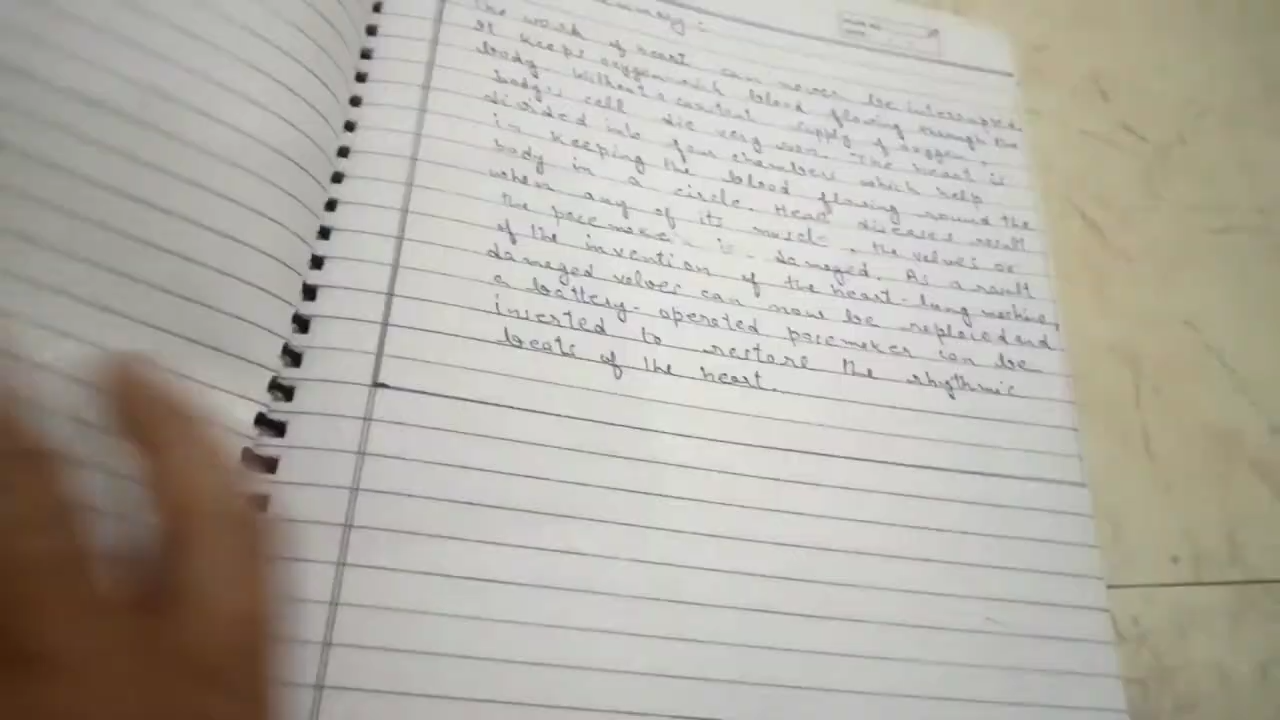 Summary :
The work of heart can never be interrupted.
It keeps oxygen-rich blood flowing through the
body. Without a constant supply of oxygen,
body's cell die very soon. The heart is
divided into four chambers which help
in keeping the blood flowing round the
body in a circle. Heart diseases result
when any of its muscle, the valves or
the pacemaker is damaged. As a result
of the invention of the heart-lung machine,
damaged valves can now be replaced and
a battery-operated pacemaker can be
inserted to restore the rhythmic
beats of the heart.